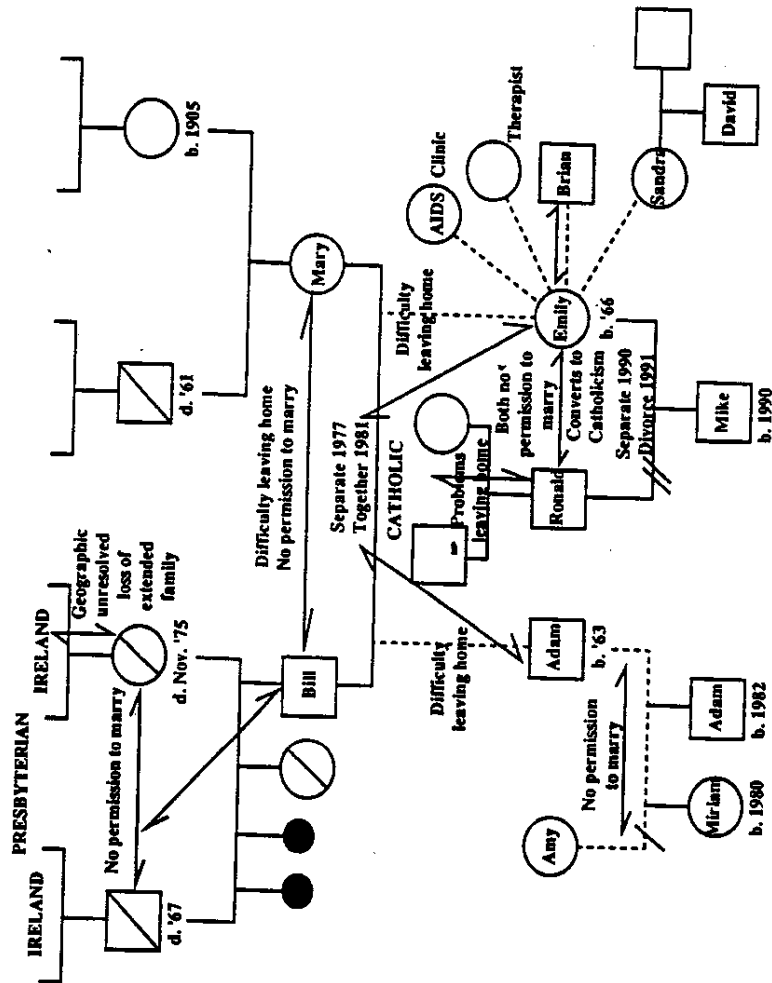 PRESBYTERIAN
IRELAND
IRELAND
Geographic
unresolved
loss of
extended
family
No permission to marry
d. '67
d. Nov. '75
d. '61
b. 1905
Bill
Difficulty leaving home
No permission to marry
Mary
Separate 1977
Together 1981
CATHOLIC
Difficulty
leaving home
Difficulty
leaving home
Problems
leaving home
Both no
permission to
marry
Converts to
Catholicism
Separate 1990
Divorce 1991
Adam
b. '63
Ronald
Emily
b. '66
AIDS Clinic
Therapist
Brian
Sandra
David
Amy
No permission
to marry
Miriam
b. 1980
Adam
b. 1982
Mike
b. 1990